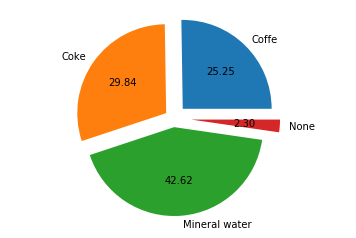 Coffe
Coke
25.25
29.84
2.30
None
42.62
Mineral water